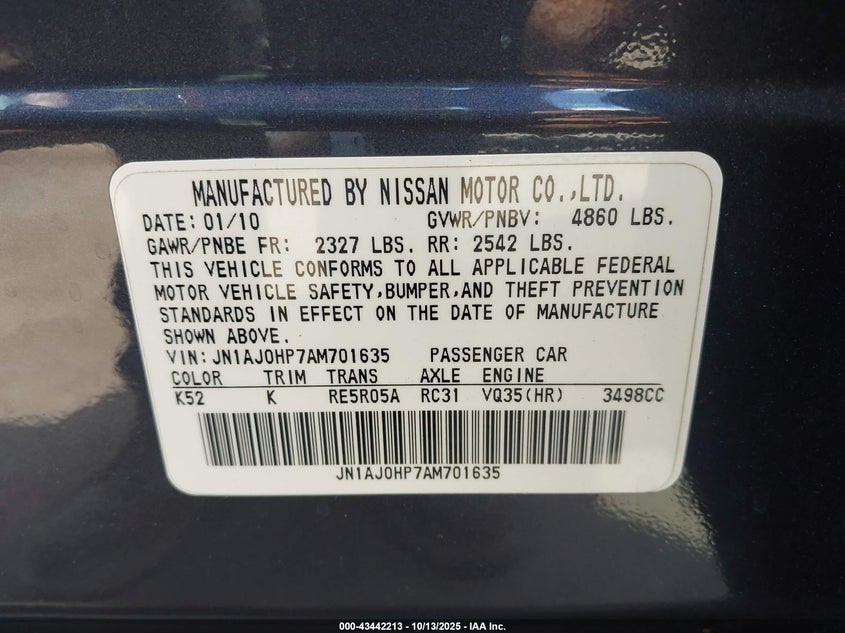 MANUFACTURED BY NISSAN MOTOR CO.,LTD.
DATE: 01/10 GVWR/PNBV: 4860 LBS.
GAWR/PNBE FR: 2327 LBS. RR: 2542 LBS.
THIS VEHICLE CONFORMS TO ALL APPLICABLE FEDERAL
MOTOR VEHICLE SAFETY,BUMPER,AND THEFT PREVENTION
STANDARDS IN EFFECT ON THE DATE OF MANUFACTURE
SHOWN ABOVE.
VIN: JN1AJ0HP7AM701635 PASSENGER CAR
COLOR TRIM TRANS AXLE ENGINE
K52 K RE5R05A RC31 VQ35(HR) 3498CC
JN1AJ0HP7AM701635
000-43442213 - 10/13/2025 - IAA Inc.